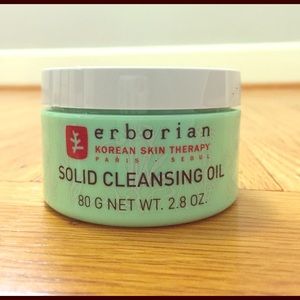 erborian
KOREAN SKIN THERAPY
PARIS SEOUL
SOLID CLEANSING OIL
80 G NET WT. 2.8 OZ.